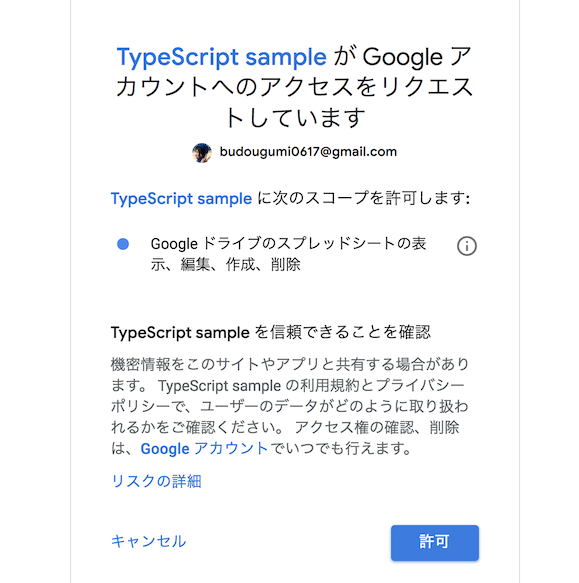 TypeScript sample が Google ア
カウントへのアクセスをリクエス
トしています
budougumi0617@gmail.com
TypeScript sample に次のスコープを許可します:
Google ドライブのスプレッドシートの表
示、編集、作成、削除
TypeScript sample を信頼できることを確認
機密情報をこのサイトやアプリと共有する場合があり
ます。 TypeScript sample の利用規約とプライバシー
ポリシーで、ユーザーのデータがどのように取り扱わ
れるかをご確認ください。 アクセス権の確認、削除
は、Google アカウントでいつでも行えます。
リスクの詳細
キャンセル
許可